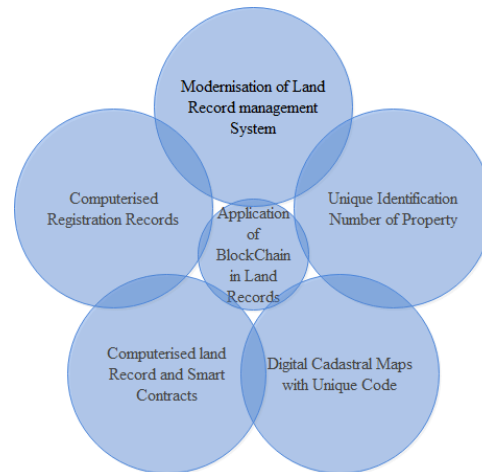 Modernisation of Land
Record management
System
Computerised
Registration Records
Unique Identification
Number of Property
Application
of
BlockChain
in Land
Records
Computerised land
Record and Smart
Contracts
Digital Cadastral Maps
with Unique Code